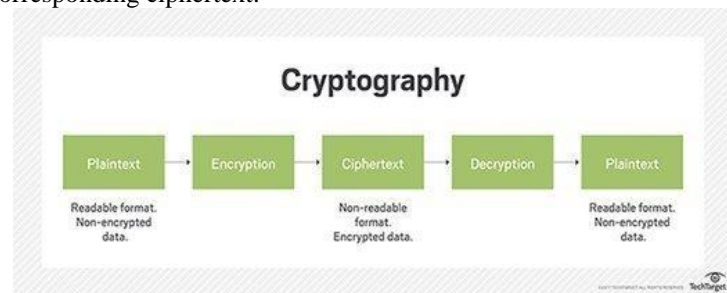 orresponding ciphertext.
Cryptography
Plaintext
Encryption
Ciphertext
Decryption
Plaintext
Readable format.
Non-encrypted
data.
Non-readable
format.
Encrypted data.
Readable format.
Non-encrypted
data.
TechTarget